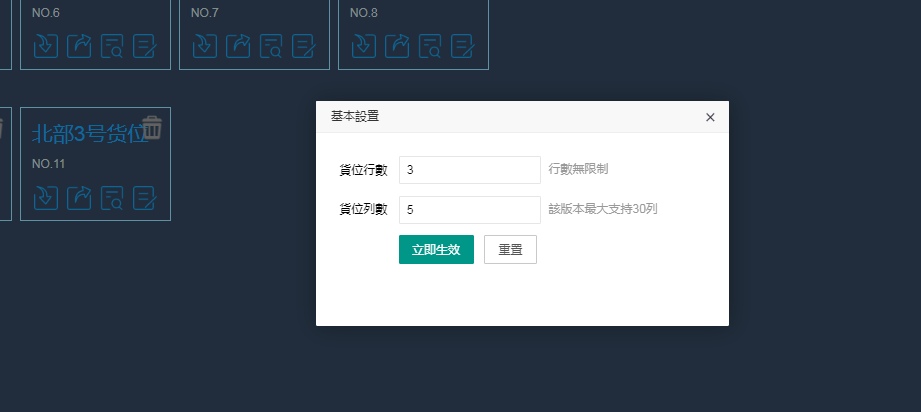 NO.6
NO.7
NO.8
北部3号货位
NO.11
基本設置
貨位行數
3
行數無限制
貨位列數
5
該版本最大支持30列
立即生效
重置